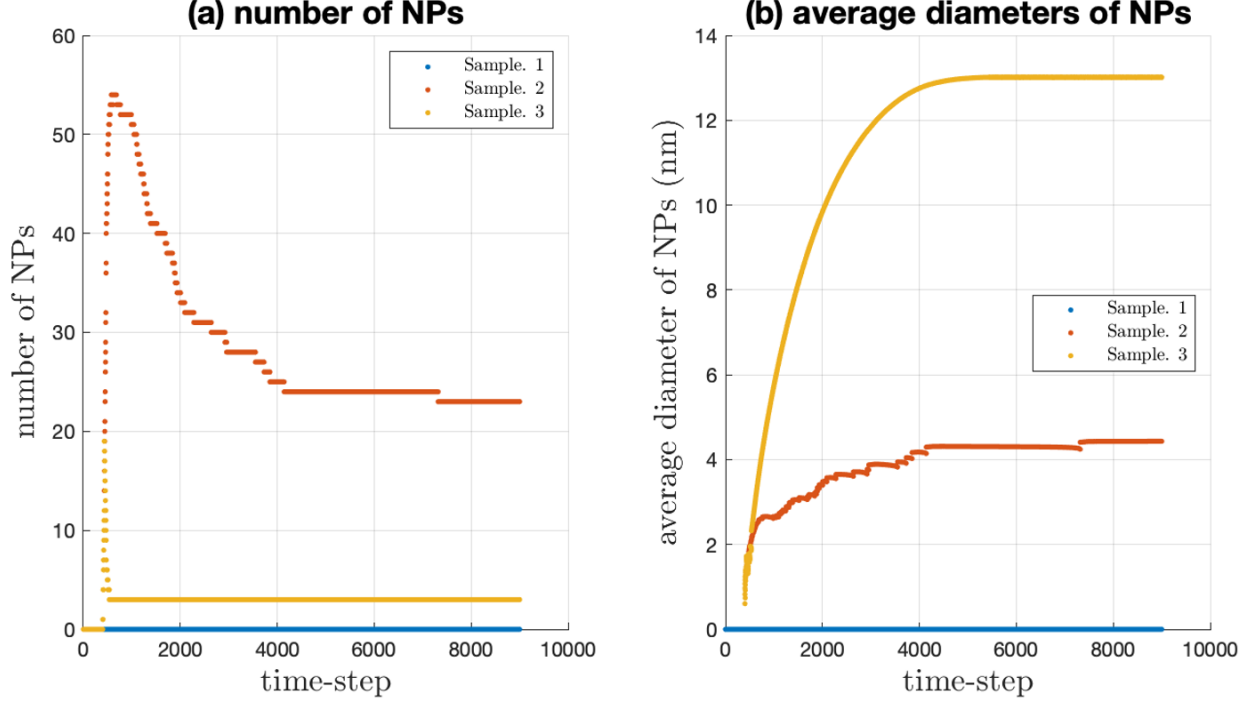 (a) number of NPs
60
50
40
30
20
10
0
number of NPs
Sample. 1
Sample. 2
Sample. 3
0 2000 4000 6000 8000 10000
time-step
(b) average diameters of NPs
14
12
10
8
6
4
2
0
average diameter of NPs (nm)
Sample. 1
Sample. 2
Sample. 3
0 2000 4000 6000 8000 10000
time-step